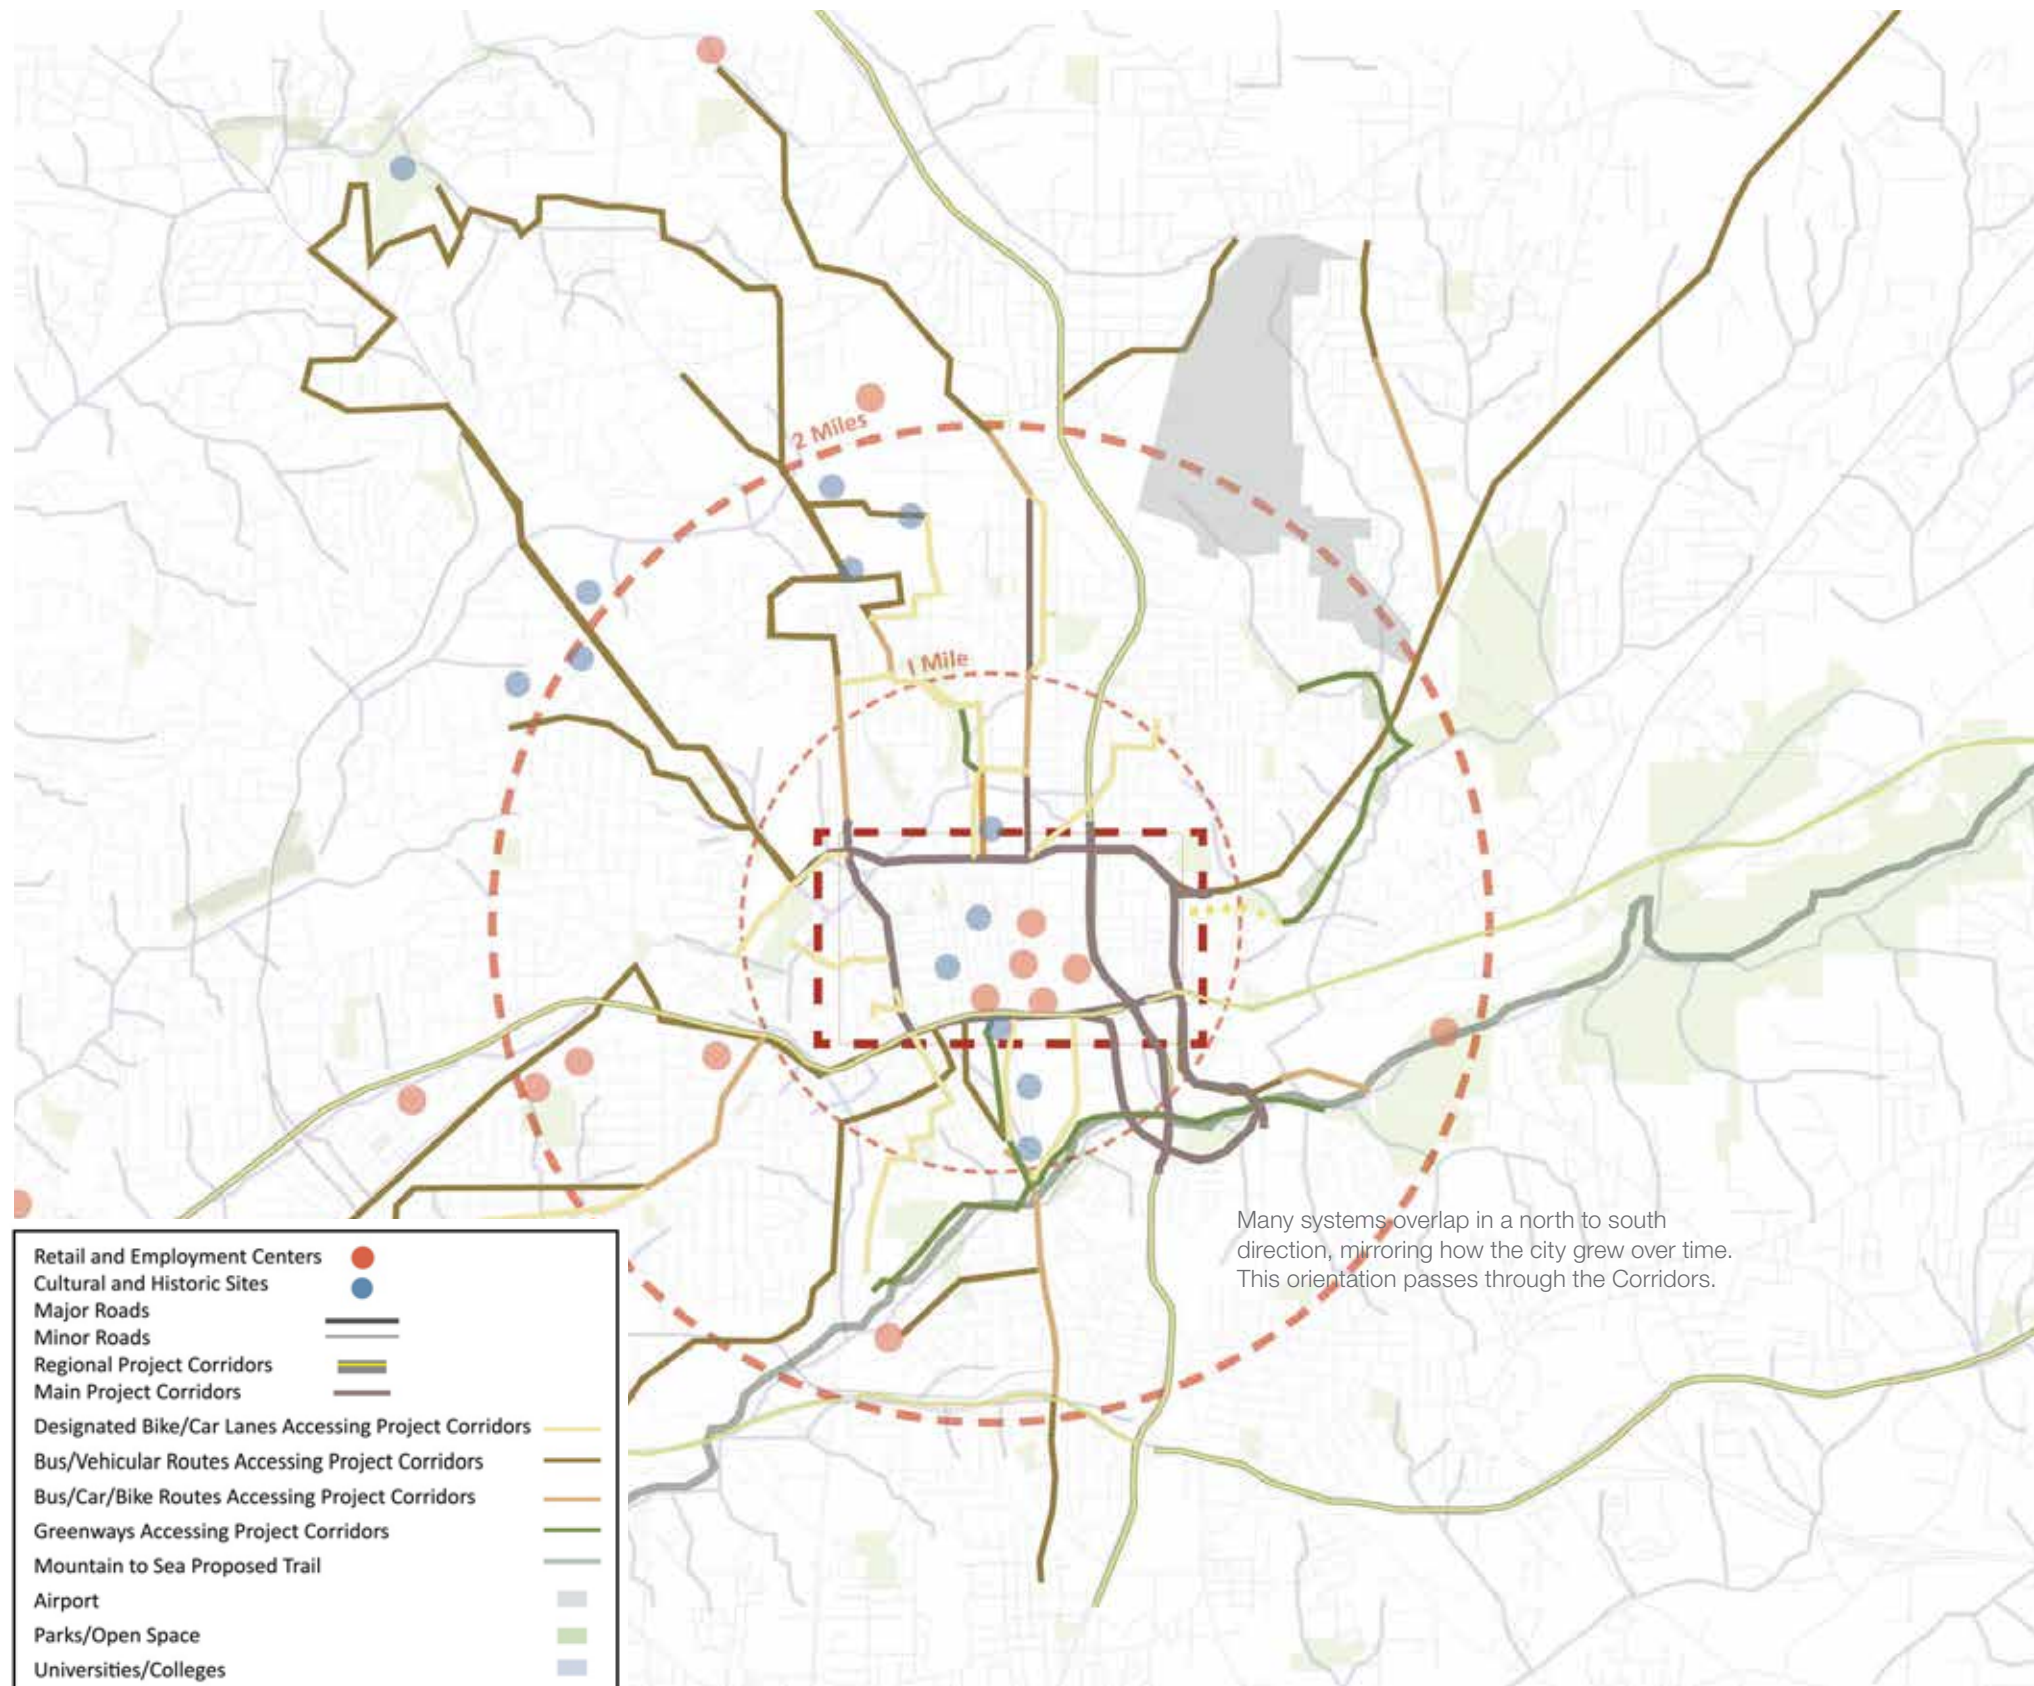 2 Miles
1 Mile
Many systems overlap in a north to south
direction, mirroring how the city grew over time.
This orientation passes through the Corridors.
Retail and Employment Centers
Cultural and Historic Sites
Major Roads
Minor Roads
Regional Project Corridors
Main Project Corridors
Designated Bike/Car Lanes Accessing Project Corridors
Bus/Vehicular Routes Accessing Project Corridors
Bus/Car/Bike Routes Accessing Project Corridors
Greenways Accessing Project Corridors
Mountain to Sea Proposed Trail
Airport
Parks/Open Space
Universities/Colleges